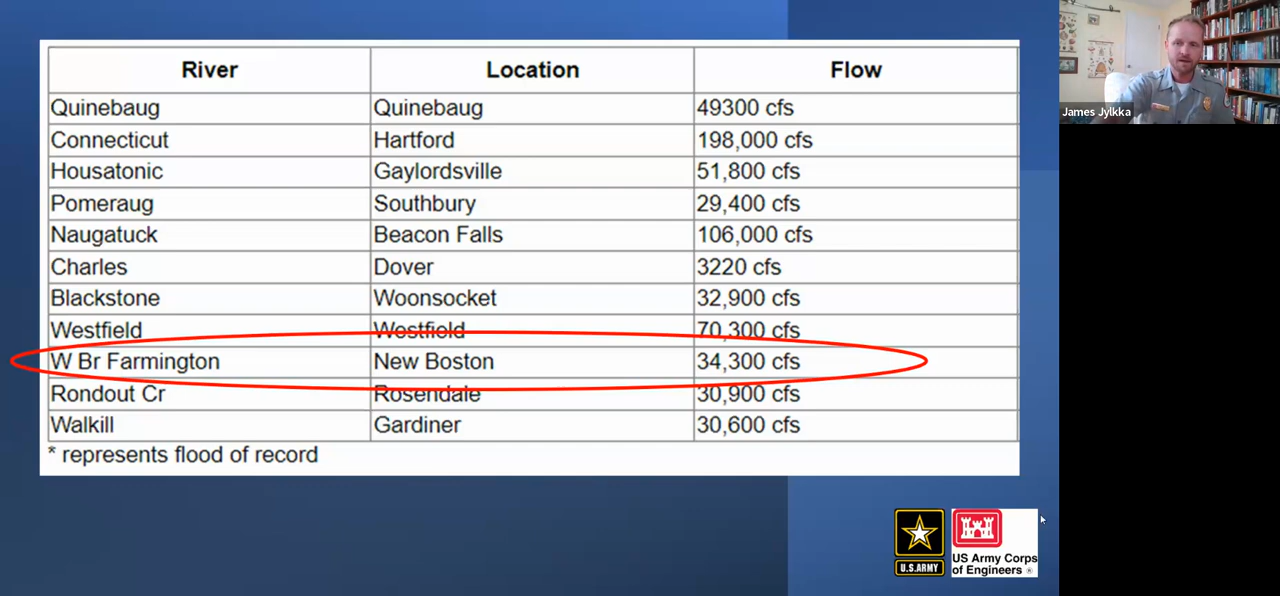 River Location Flow
Quinebaug Quinebaug 49300 cfs
Connecticut Hartford 198,000 cfs
Housatonic Gaylordsville 51,800 cfs
Pomeraug Southbury 29,400 cfs
Naugatuck Beacon Falls 106,000 cfs
Charles Dover 3220 cfs
Blackstone Woonsocket 32,900 cfs
Westfield Westfield 70,300 cfs
W Br Farmington New Boston 34,300 cfs
Rondout Cr Rosendale 30,900 cfs
Walkill Gardiner 30,600 cfs
* represents flood of record
James Jylkka
U.S.ARMY
US Army Corps
of Engineers ®